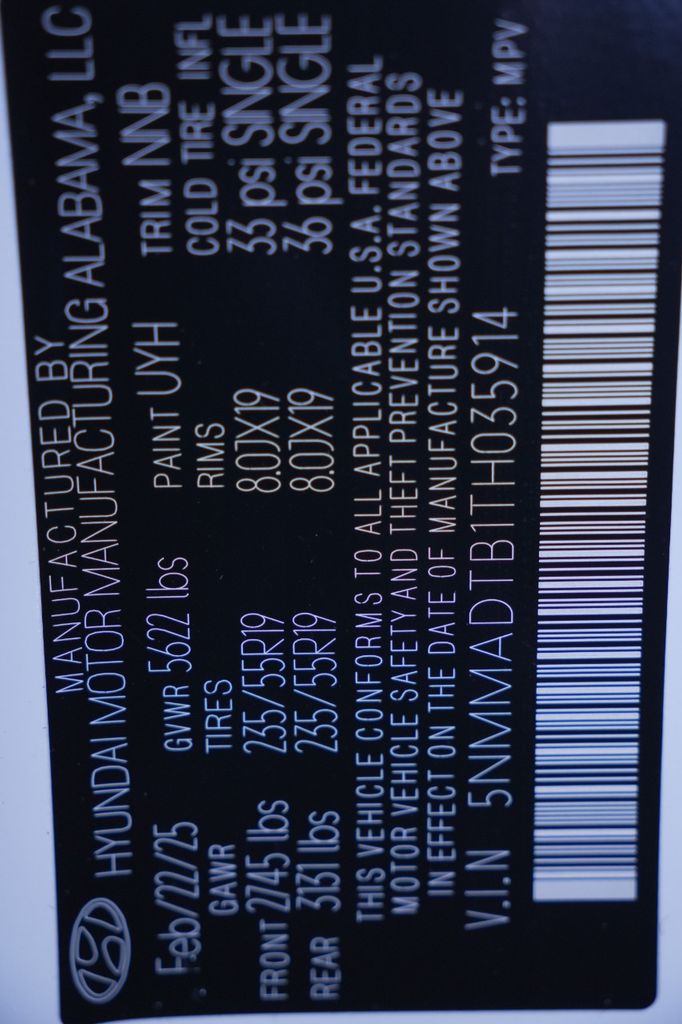 MANUFACTURED BY
HYUNDAI MOTOR MANUFACTURING ALABAMA, LLC
Feb/22/25 GVWR 5622 lbs PAINT UYH TRIM NNB
GAWR TIRES RIMS COLD TIRE INFL
FRONT 2745 lbs 235/55R19 8.0JX19 33 psi SINGLE
REAR 3131 lbs 235/55R19 8.0JX19 36 psi SINGLE
THIS VEHICLE CONFORMS TO ALL APPLICABLE U.S.A. FEDERAL
MOTOR VEHICLE SAFETY AND THEFT PREVENTION STANDARDS
IN EFFECT ON THE DATE OF MANUFACTURE SHOWN ABOVE
V.I.N 5NMMADTB1TH035914 TYPE: MPV